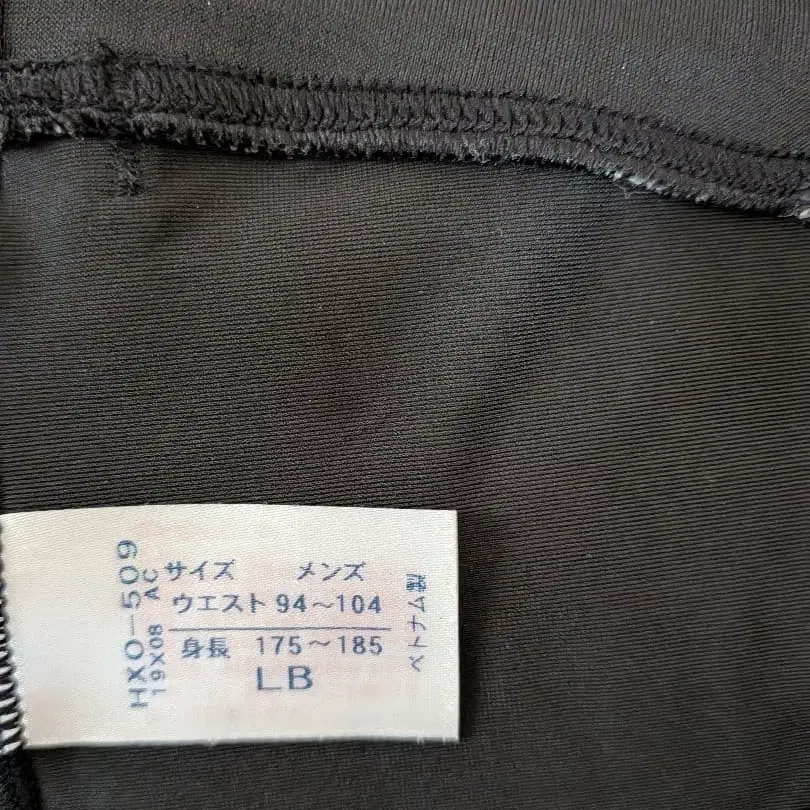 HXO-509
19X08 AC
サイズ メンズ
ウエスト 94～104
身長 175～185
LB
ベトナム製